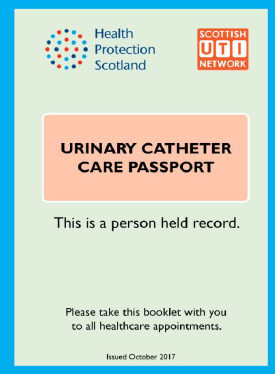 Health
Protection
Scotland
SCOTTISH
UTI
NETWORK
URINARY CATHETER
CARE PASSPORT
This is a person held record.
Please take this booklet with you
to all healthcare appointments.
Issued October 2017